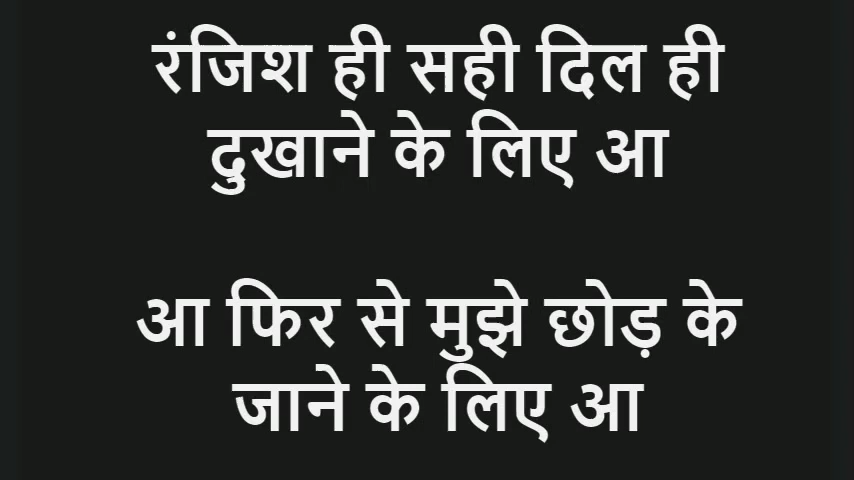 रंजिश ही सही दिल ही
दुखाने के लिए आ
आ फिर से मुझे छोड़ के
जाने के लिए आ